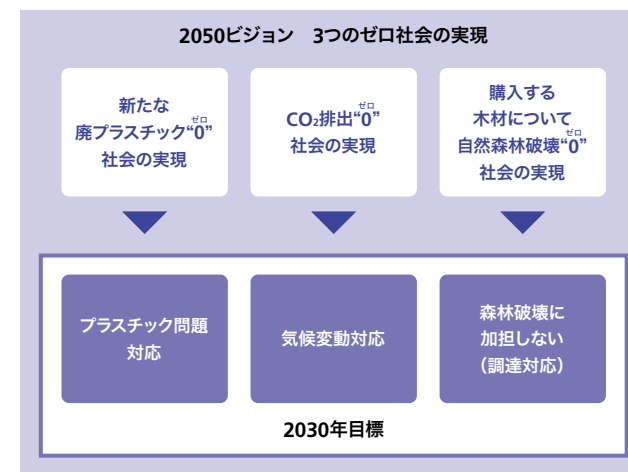 2050ビジョン　3つのゼロ社会の実現
新たな
廃プラスチック“0”
ゼロ
社会の実現
CO₂排出“0”
ゼロ
社会の実現
購入する
木材について
自然森林破壊“0”
ゼロ
社会の実現
プラスチック問題
対応
気候変動対応
森林破壊に
加担しない
（調達対応）
2030年目標